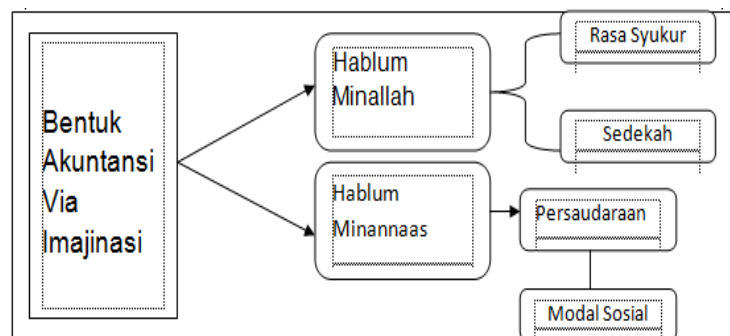 Bentuk
Akuntansi
Via
Imajinasi
Hablum
Minallah
Rasa Syukur
Sedekah
Hablum
Minannaas
Persaudaraan
Modal Sosial